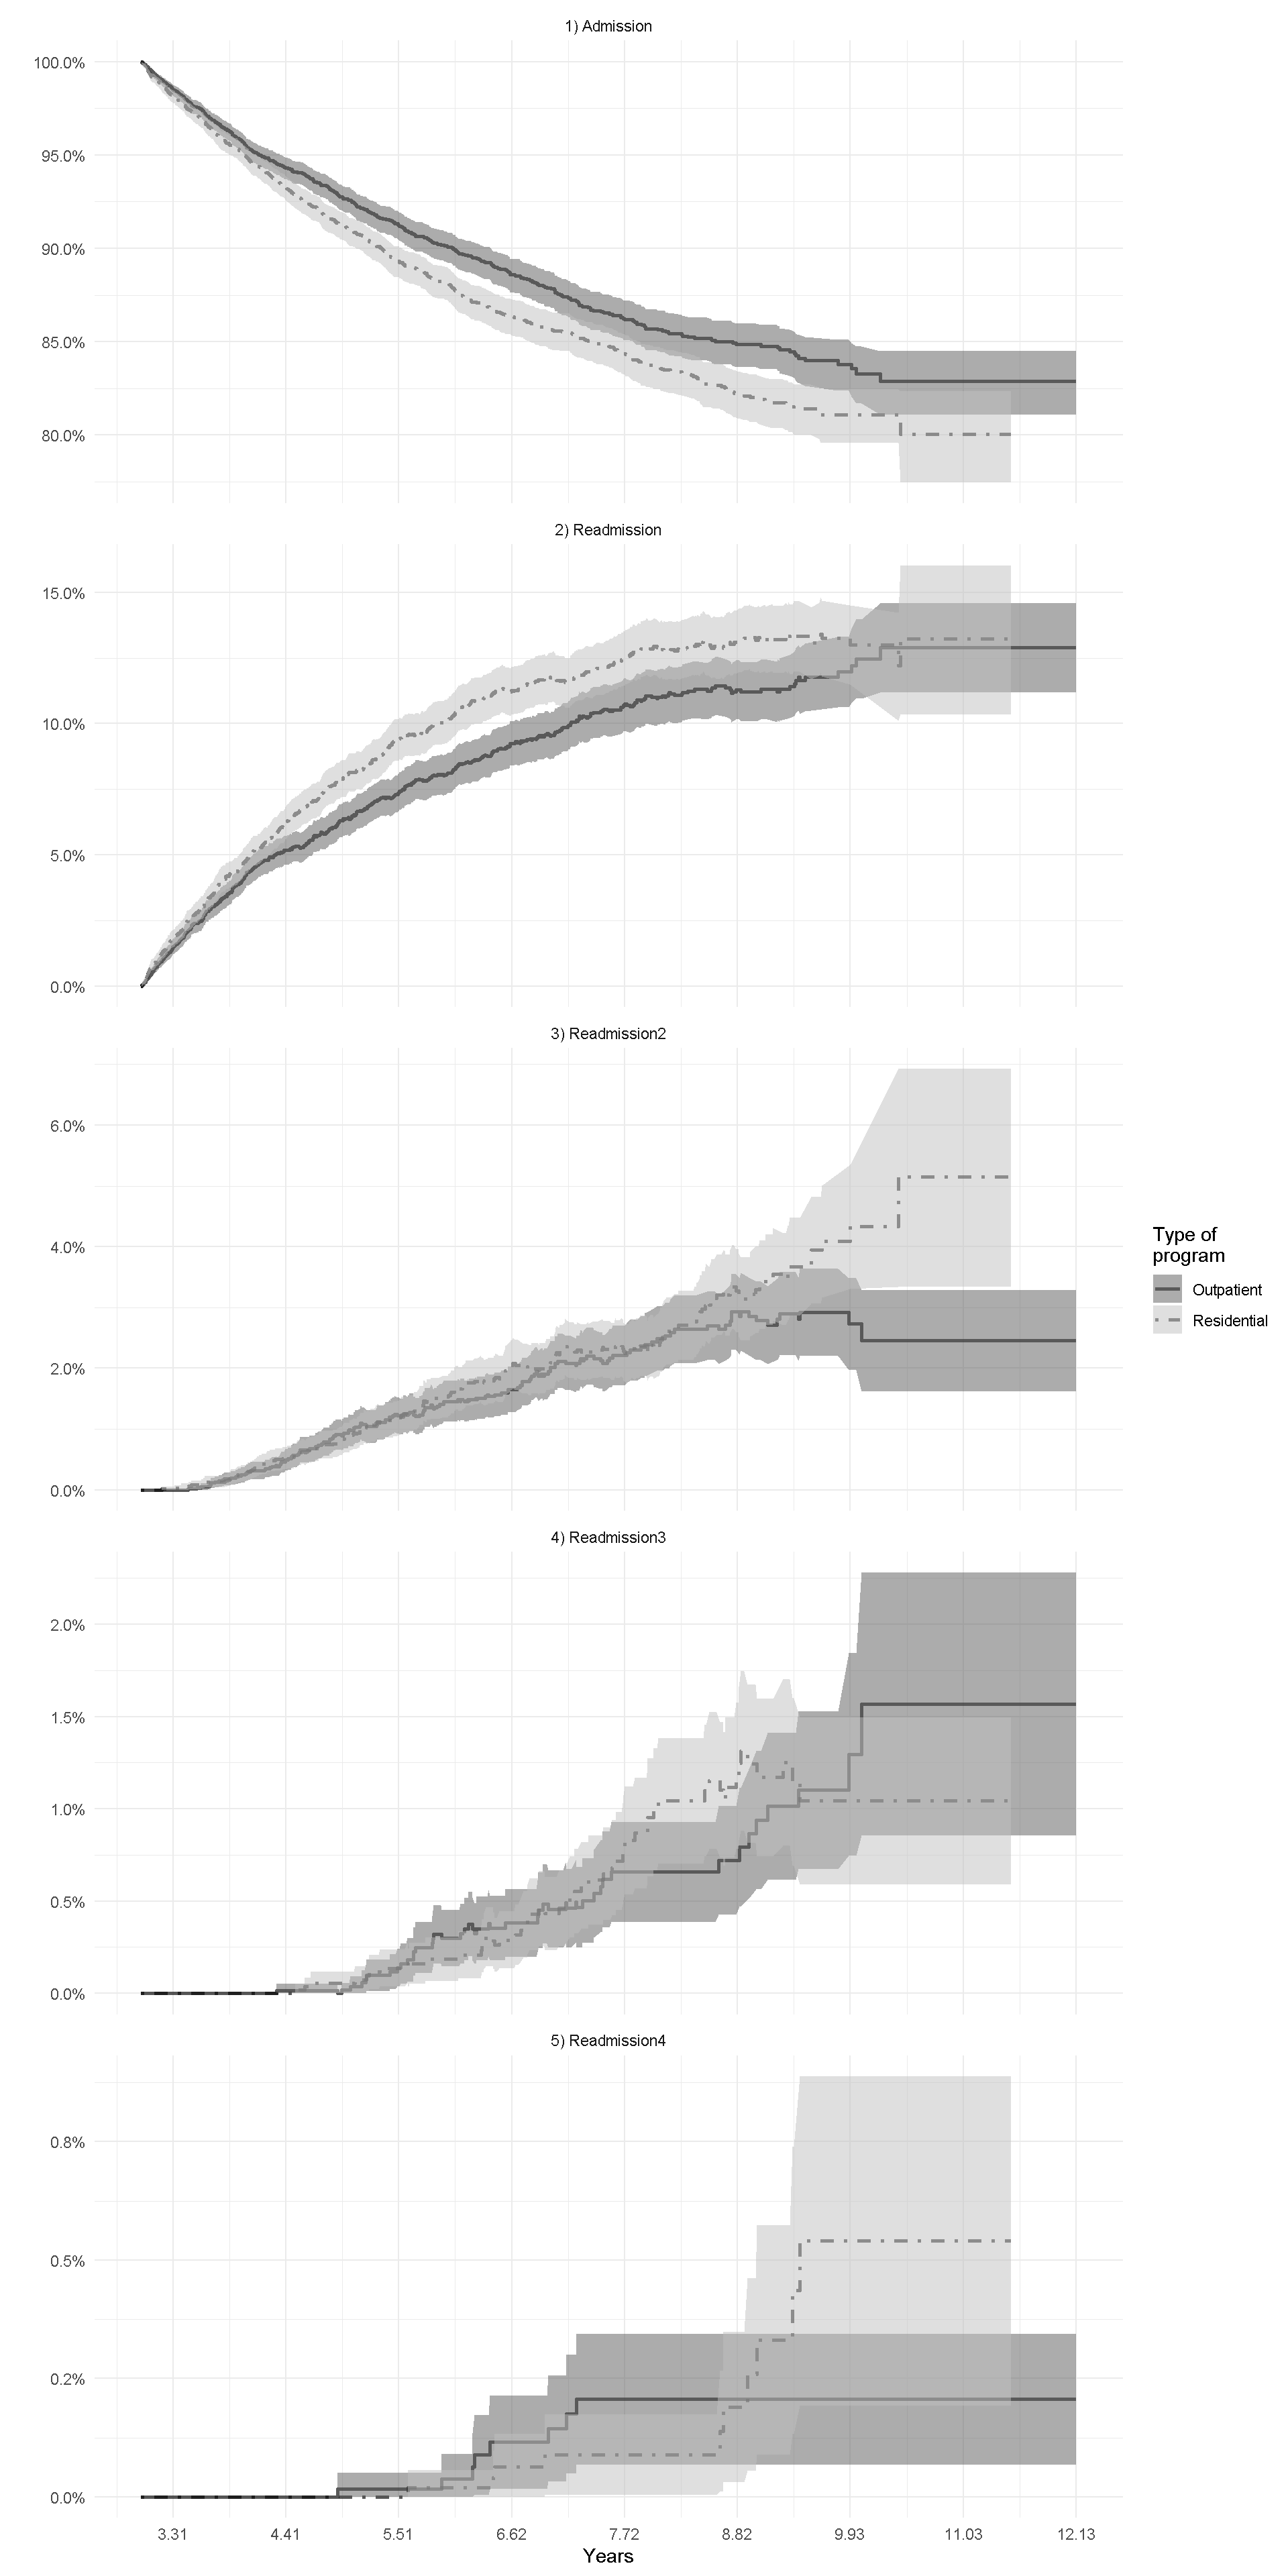 1) Admission
100.0%
95.0%
90.0%
85.0%
80.0%
2) Readmission
15.0%
10.0%
5.0%
0.0%
3) Readmission2
6.0%
4.0%
2.0%
0.0%
Type of
program
Outpatient
Residential
4) Readmission3
2.0%
1.5%
1.0%
0.5%
0.0%
5) Readmission4
0.8%
0.5%
0.2%
0.0%
3.31 4.41 5.51 6.62 7.72 8.82 9.93 11.03 12.13
Years